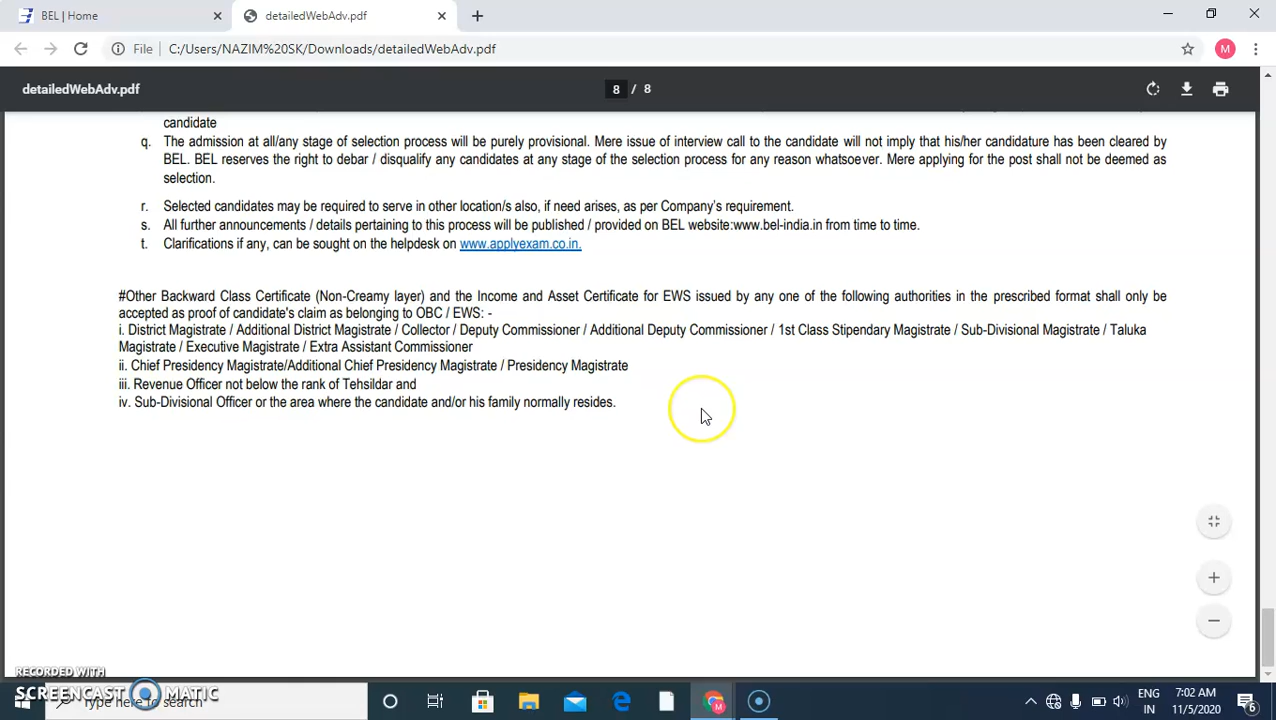 BEL | Home
detailedWebAdv.pdf
File
C:/Users/NAZIM%20SK/Downloads/detailedWebAdv.pdf
M
detailedWebAdv.pdf
8 / 8
candidate
q. The admission at all/any stage of selection process will be purely provisional. Mere issue of interview call to the candidate will not imply that his/her candidature has been cleared by
BEL. BEL reserves the right to debar / disqualify any candidates at any stage of the selection process for any reason whatsoever. Mere applying for the post shall not be deemed as
selection.
r. Selected candidates may be required to serve in other location/s also, if need arises, as per Company's requirement.
s. All further announcements / details pertaining to this process will be published / provided on BEL website:www.bel-india.in from time to time.
t. Clarifications if any, can be sought on the helpdesk on www.applyexam.co.in.
#Other Backward Class Certificate (Non-Creamy layer) and the Income and Asset Certificate for EWS issued by any one of the following authorities in the prescribed format shall only be
accepted as proof of candidate's claim as belonging to OBC / EWS: -
i. District Magistrate / Additional District Magistrate / Collector / Deputy Commissioner / Additional Deputy Commissioner / 1st Class Stipendary Magistrate / Sub-Divisional Magistrate / Taluka
Magistrate / Executive Magistrate / Extra Assistant Commissioner
ii. Chief Presidency Magistrate/Additional Chief Presidency Magistrate / Presidency Magistrate
iii. Revenue Officer not below the rank of Tehsildar and
iv. Sub-Divisional Officer or the area where the candidate and/or his family normally resides.
RECORDED WITH
SCREENCAST MATIC
Type here to search
M
ENG
IN
7:02 AM
11/5/2020
6